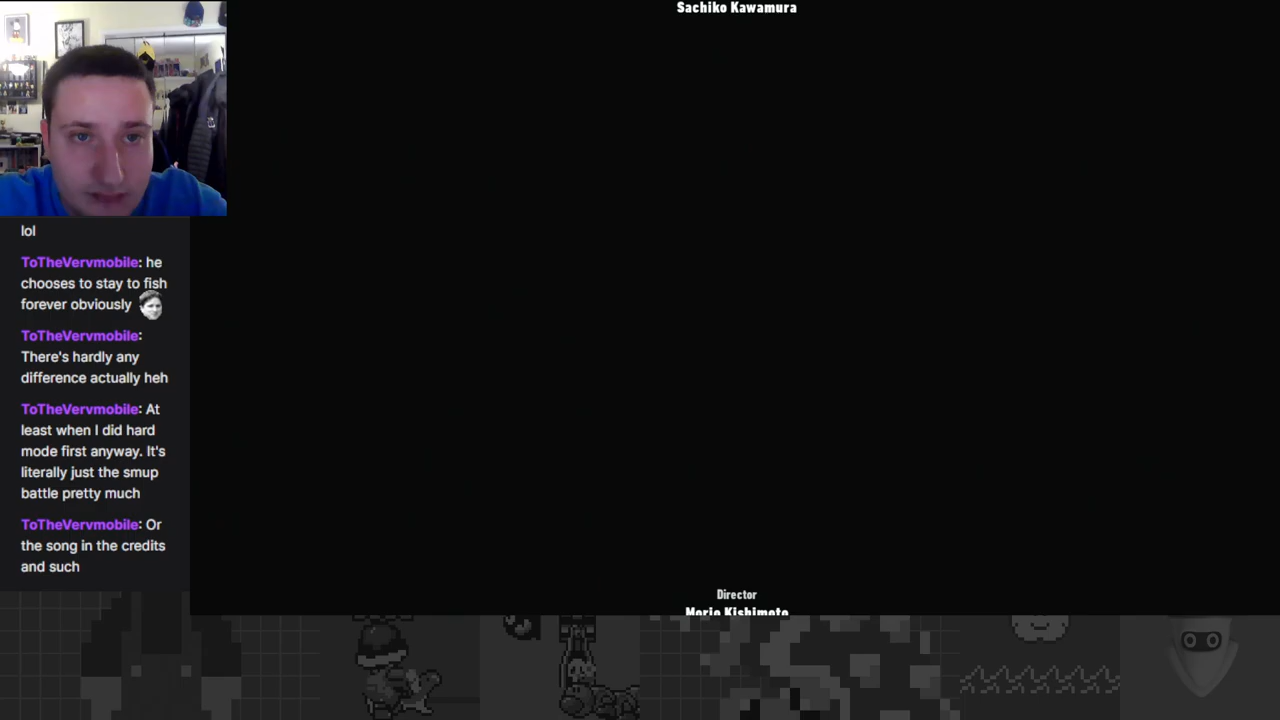 Sachiko Kawamura
lol
ToTheVervmobile: he
chooses to stay to fish
forever obviously
ToTheVervmobile:
There's hardly any
difference actually heh
ToTheVervmobile: At
least when I did hard
mode first anyway. It's
literally just the smup
battle pretty much
ToTheVervmobile: Or
the song in the credits
and such
Director
Morio Kishimoto